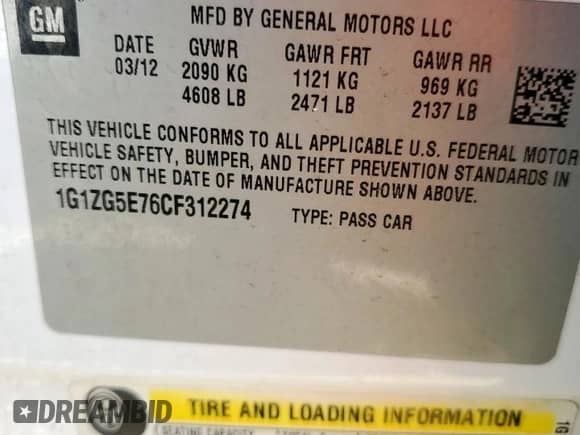 GM
MFD BY GENERAL MOTORS LLC
DATE GVWR GAWR FRT GAWR RR
03/12 2090 KG 1121 KG 969 KG
4608 LB 2471 LB 2137 LB
THIS VEHICLE CONFORMS TO ALL APPLICABLE U.S. FEDERAL MOTOR
VEHICLE SAFETY, BUMPER, AND THEFT PREVENTION STANDARDS IN
EFFECT ON THE DATE OF MANUFACTURE SHOWN ABOVE.
1G1ZG5E76CF312274 TYPE: PASS CAR
TIRE AND LOADING INFORMATION
SEATING CAPACITY
1G
DREAMBID